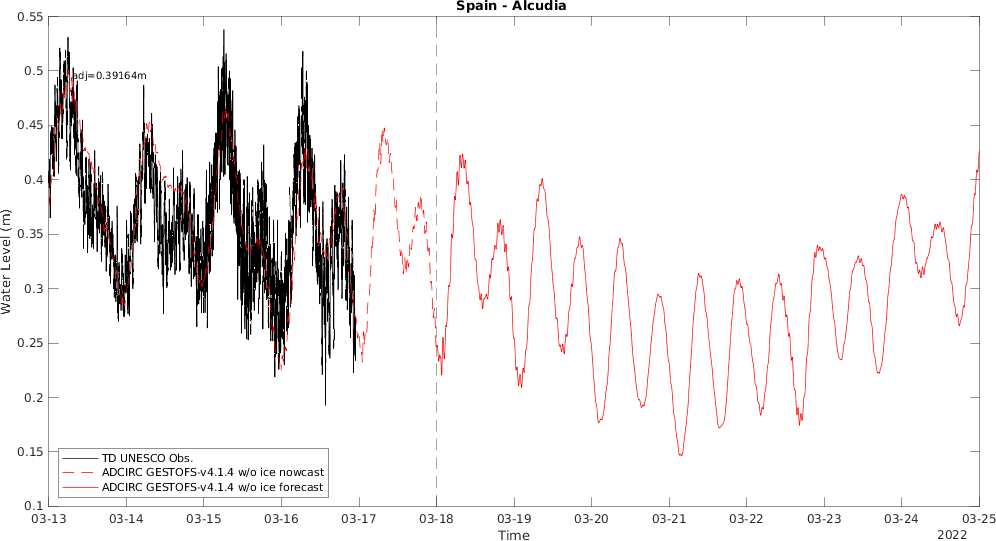 Spain - Alcudia
0.55
0.5
0.45
0.4
0.35
0.3
0.25
0.2
0.15
0.1
Water Level (m)
adj=0.39164m
TD UNESCO Obs.
ADCIRC GESTOFS-v4.1.4 w/o ice nowcast
ADCIRC GESTOFS-v4.1.4 w/o ice forecast
03-13 03-14 03-15 03-16 03-17 03-18 03-19 03-20 03-21 03-22 03-23 03-24 03-25
Time
2022